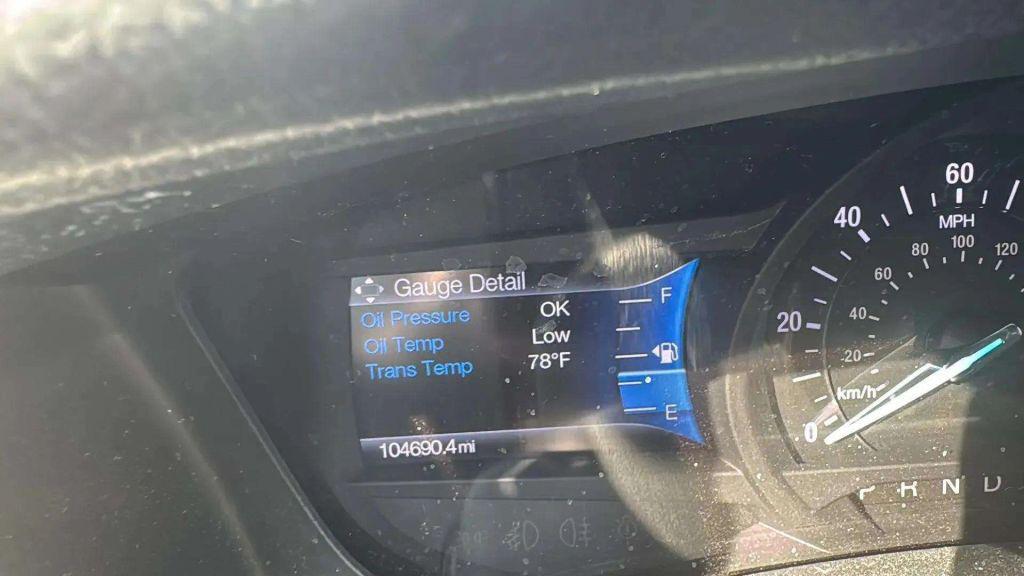 Gauge Detail
Oil Pressure OK
Oil Temp Low
Trans Temp 78°F
104690.4mi
F
E
0
20
40
60
MPH
20
40
60
80
100
120
km/h
R N D